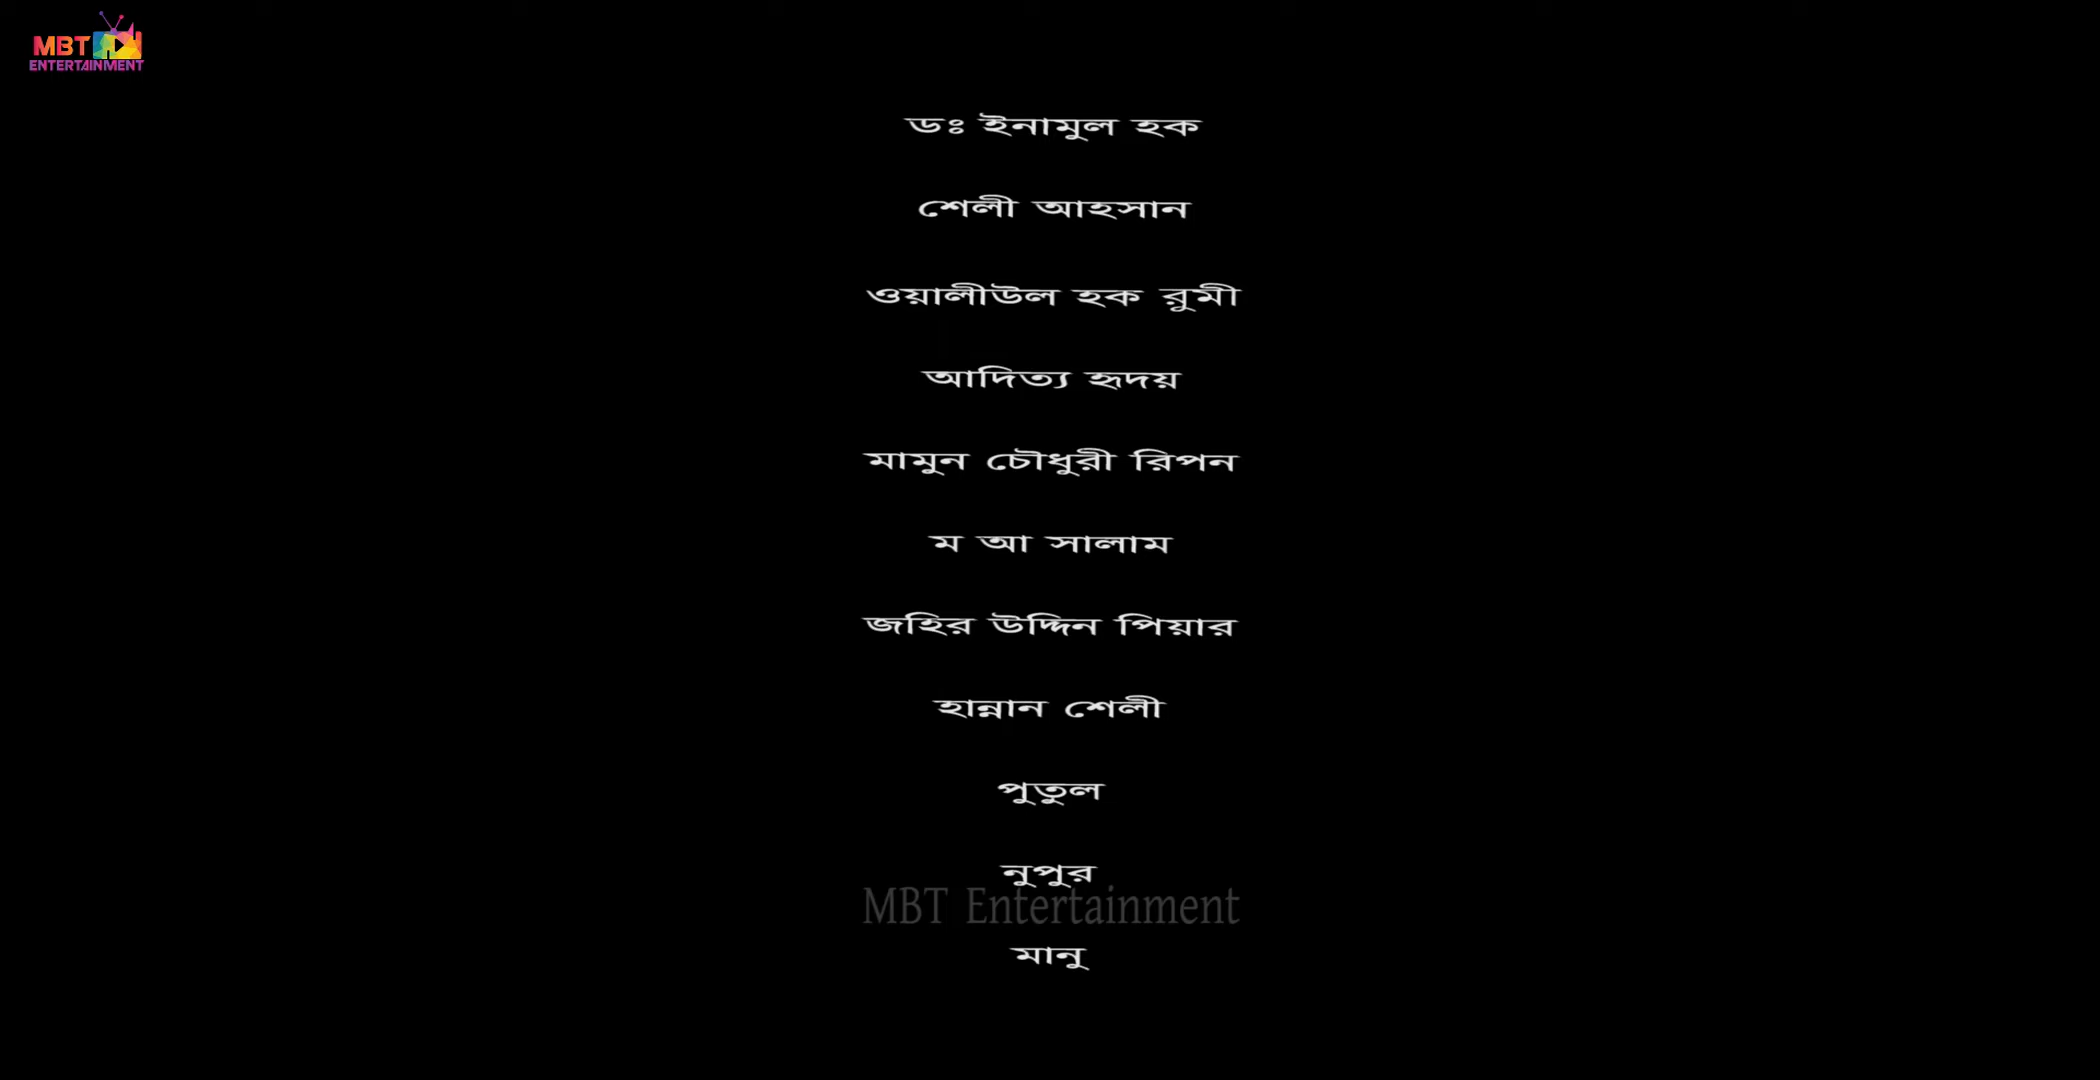 MBT
ENTERTAINMENT
ডঃ ইনামুল হক
শেলী আহসান
ওয়ালীউল হক রুমী
আদিত্য হৃদয়
মামুন চৌধুরী রিপন
ম আ সালাম
জহির উদ্দিন পিয়ার
হান্নান শেলী
পুতুল
নুপুর
MBT Entertainment
মানু